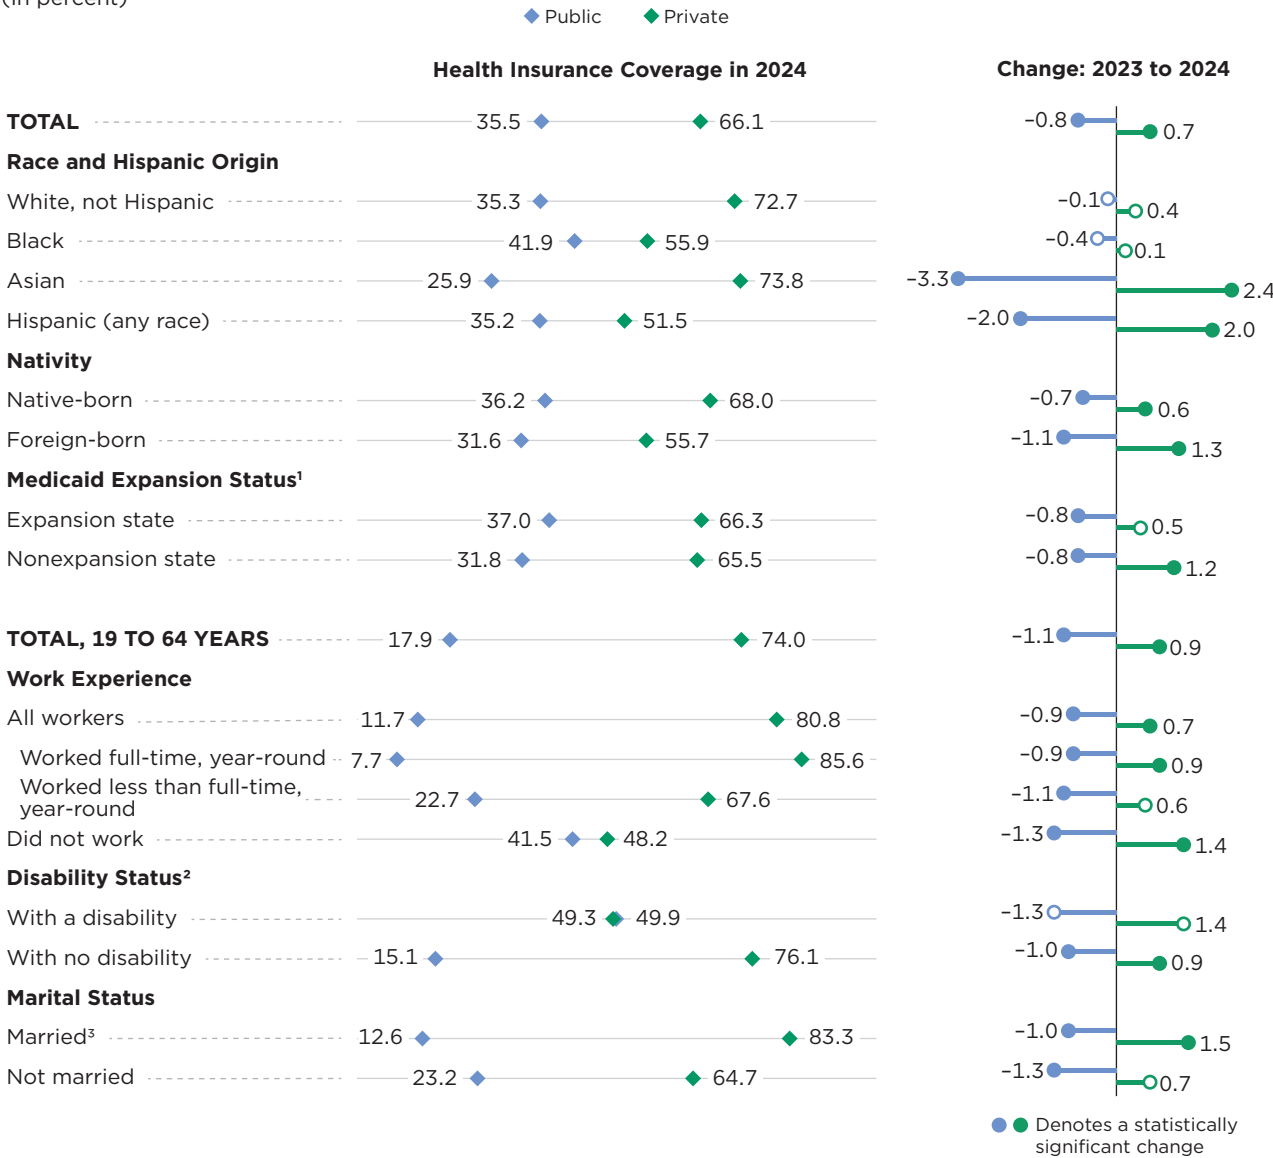 (in percent)
Public Private
Health Insurance Coverage in 2024 Change: 2023 to 2024
TOTAL 35.5 66.1 –0.8 0.7
Race and Hispanic Origin
White, not Hispanic 35.3 72.7 –0.1 0.4
Black 41.9 55.9 –0.4 0.1
Asian 25.9 73.8 –3.3 2.4
Hispanic (any race) 35.2 51.5 –2.0 2.0
Nativity
Native-born 36.2 68.0 –0.7 0.6
Foreign-born 31.6 55.7 –1.1 1.3
Medicaid Expansion Status¹
Expansion state 37.0 66.3 –0.8 0.5
Nonexpansion state 31.8 65.5 –0.8 1.2
TOTAL, 19 TO 64 YEARS 17.9 74.0 –1.1 0.9
Work Experience
All workers 11.7 80.8 –0.9 0.7
Worked full-time, year-round 7.7 85.6 –0.9 0.9
Worked less than full-time,
year-round 22.7 67.6 –1.1 0.6
Did not work 41.5 48.2 –1.3 1.4
Disability Status²
With a disability 49.3 49.9 –1.3 1.4
With no disability 15.1 76.1 –1.0 0.9
Marital Status
Married³ 12.6 83.3 –1.0 1.5
Not married 23.2 64.7 –1.3 0.7
Denotes a statistically
significant change